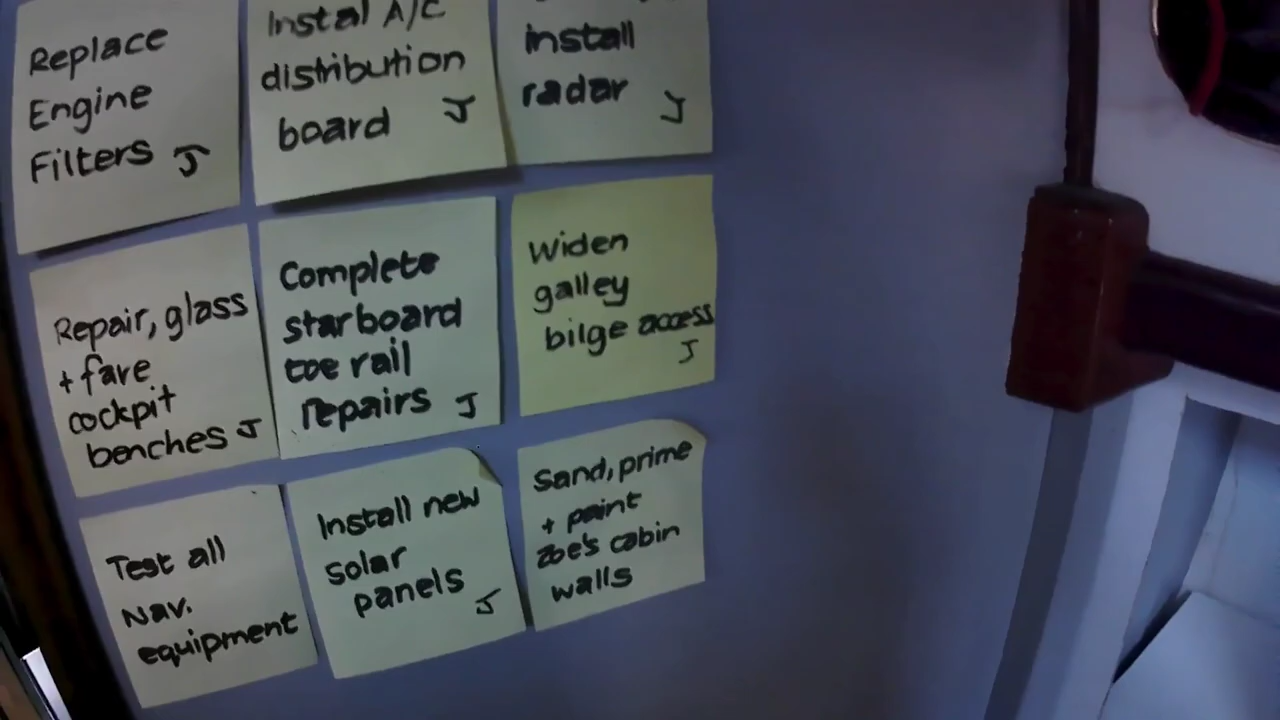 Replace
Engine
Filters J
Instal A/C
distribution
board J
install
radar J
Repair, glass
+ fare
cockpit
benches J
Complete
starboard
toe rail
repairs J
Widen
galley
bilge access
J
Test all
Nav.
equipment
Install new
solar
panels J
Sand, prime
+ paint
Zoe's cabin
walls